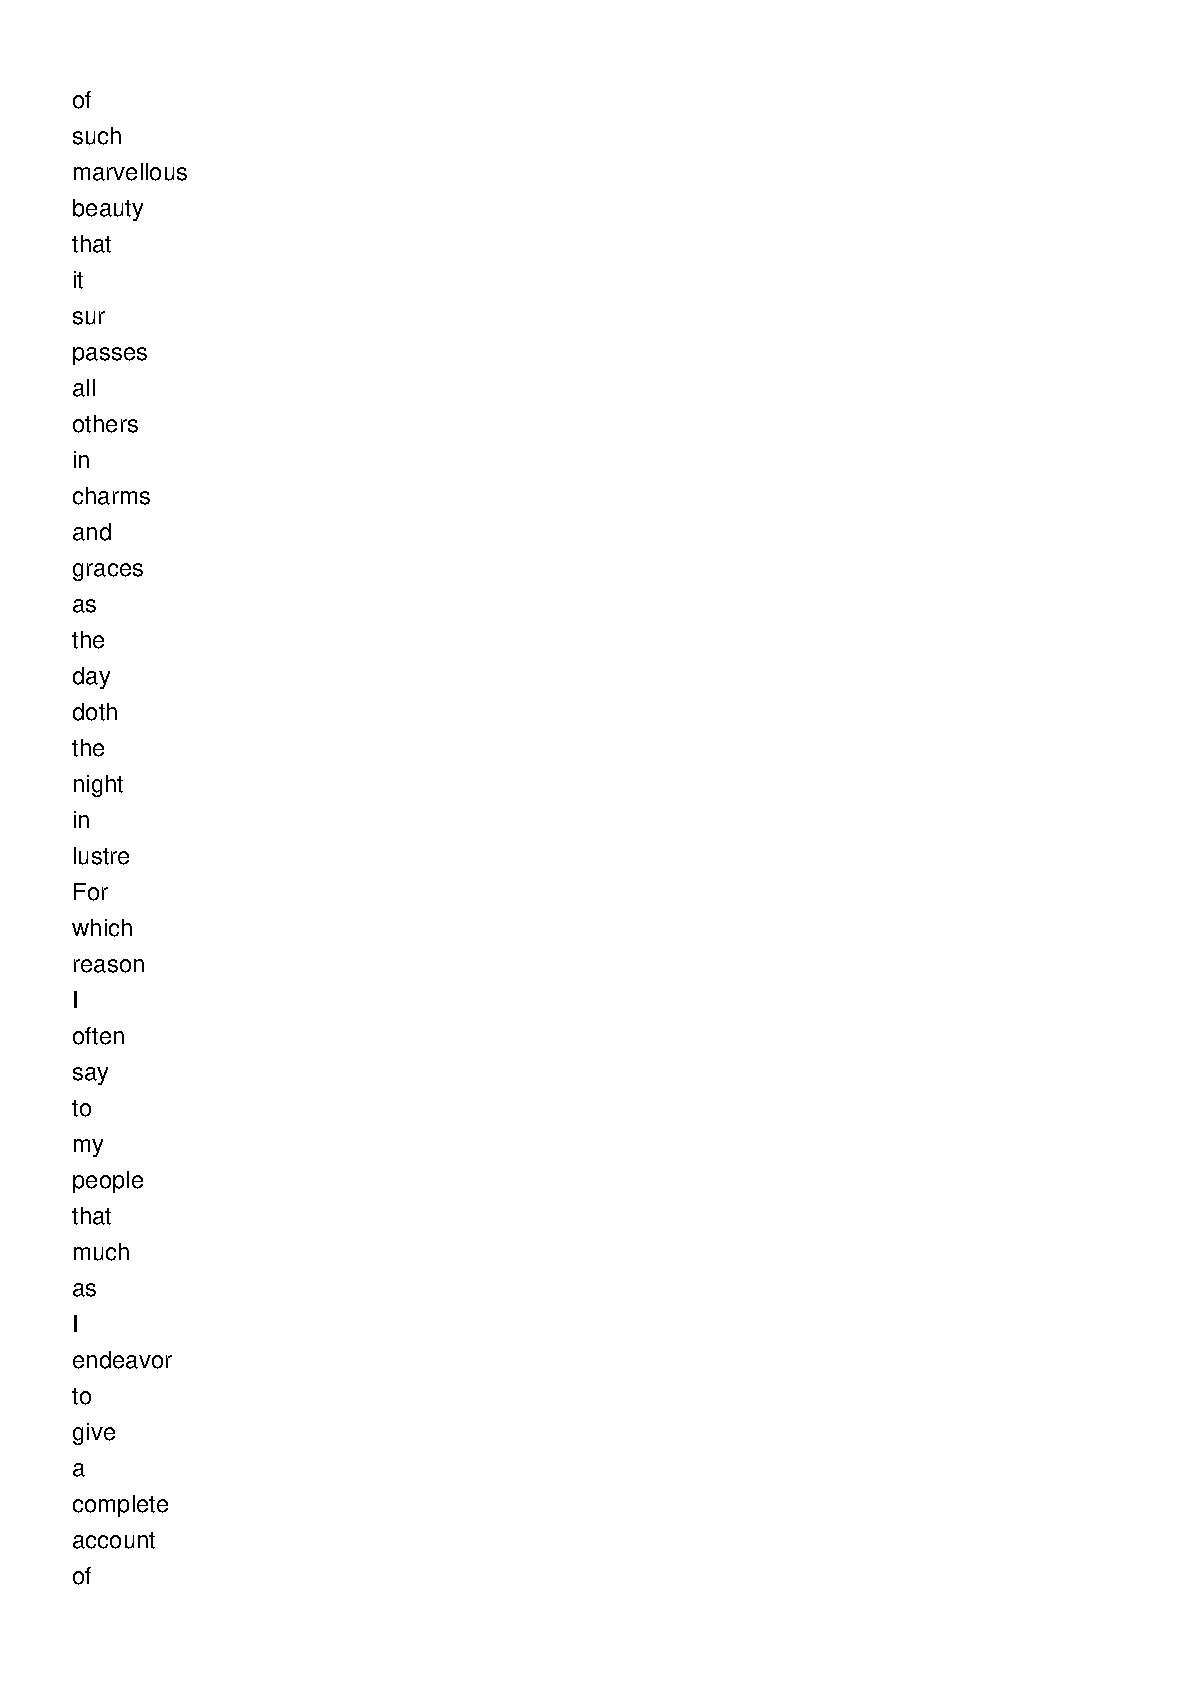 of
such
marvellous
beauty
that
it
sur
passes
all
others
in
charms
and
graces
as
the
day
doth
the
night
in
lustre
For
which
reason
I
often
say
to
my
people
that
much
as
I
endeavor
to
give
a
complete
account
of